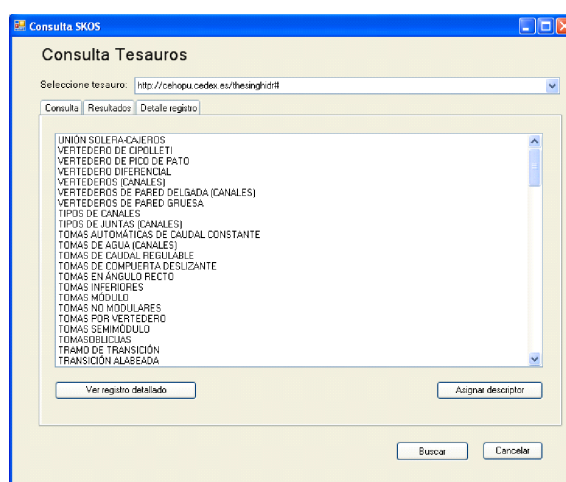 Consulta SKOS
Consulta Tesauros
Seleccione tesauro: http://cehopu.cedex.es/thesinghidr#
Consulta Resultados Detalle registro
UNIÓN SOLERA-CAJEROS
VERTEDERO DE CIPOLLETI
VERTEDERO DE PICO DE PATO
VERTEDERO DIFERENCIAL
VERTEDEROS (CANALES)
VERTEDEROS DE PARED DELGADA (CANALES)
VERTEDEROS DE PARED GRUESA
TIPOS DE CANALES
TIPOS DE JUNTAS (CANALES)
TOMAS AUTOMÁTICAS DE CAUDAL CONSTANTE
TOMAS DE AGUA (CANALES)
TOMAS DE CAUDAL REGULABLE
TOMAS DE COMPUERTA DESLIZANTE
TOMAS EN ÁNGULO RECTO
TOMAS INFERIORES
TOMAS MÓDULO
TOMAS NO MODULARES
TOMAS POR VERTEDERO
TOMAS SEMIMÓDULO
TOMASOBLICUAS
TRAMO DE TRANSICIÓN
TRANSICIÓN ALABEADA
Ver registro detallado Asignar descriptor
Buscar Cancelar